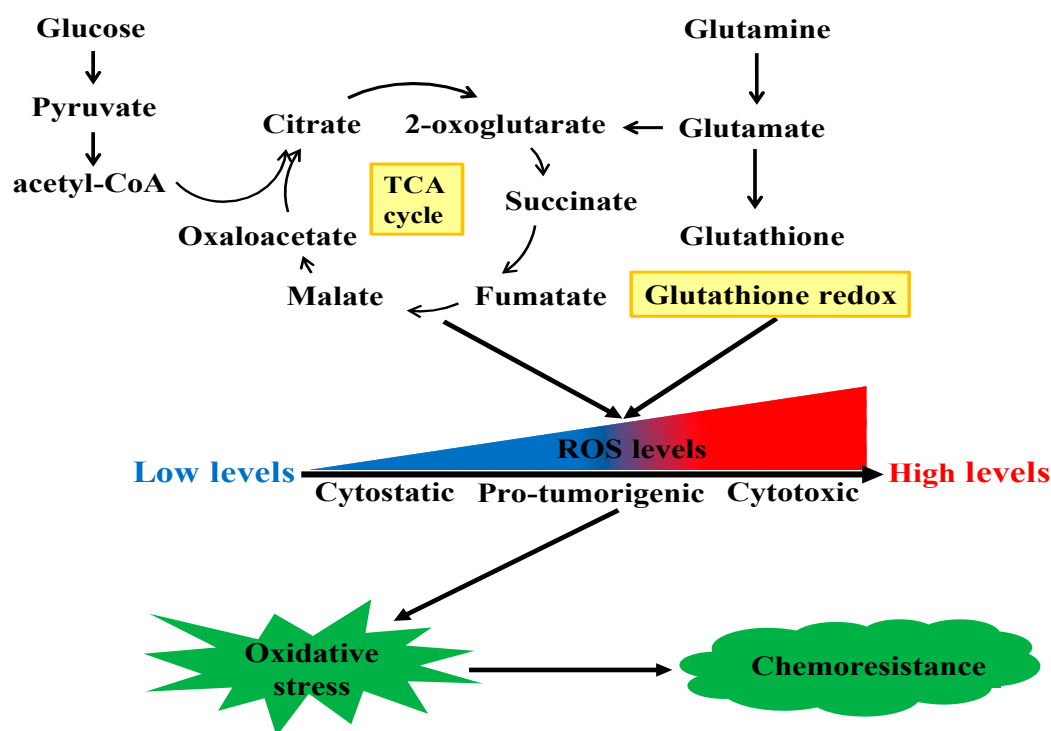 Glucose
Glutamine
Pyruvate
Citrate
2-oxoglutarate
Glutamate
acetyl-CoA
TCA
cycle
Succinate
Oxaloacetate
Glutathione
Malate
Fumatate
Glutathione redox
ROS levels
Low levels
High levels
Cytostatic
Pro-tumorigenic
Cytotoxic
Oxidative
stress
Chemoresistance